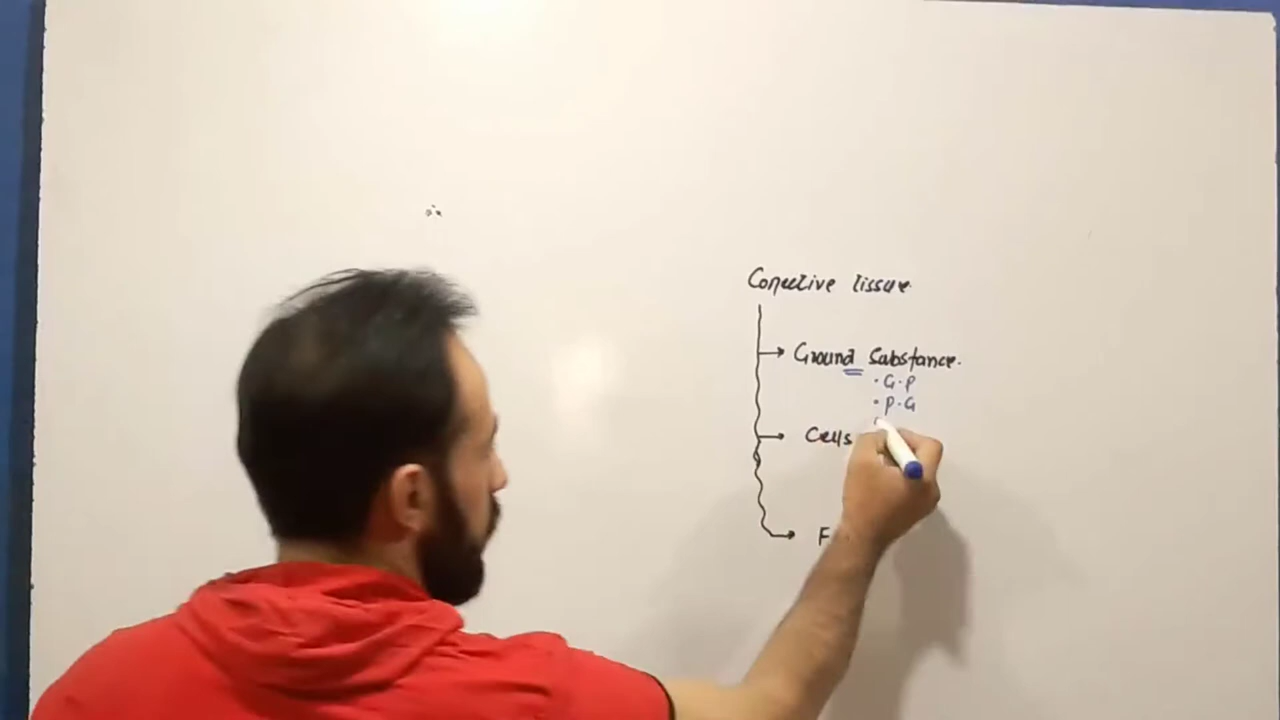 Conective Tissue.
Ground Substance.
· G.P
· P.G
Cells
F